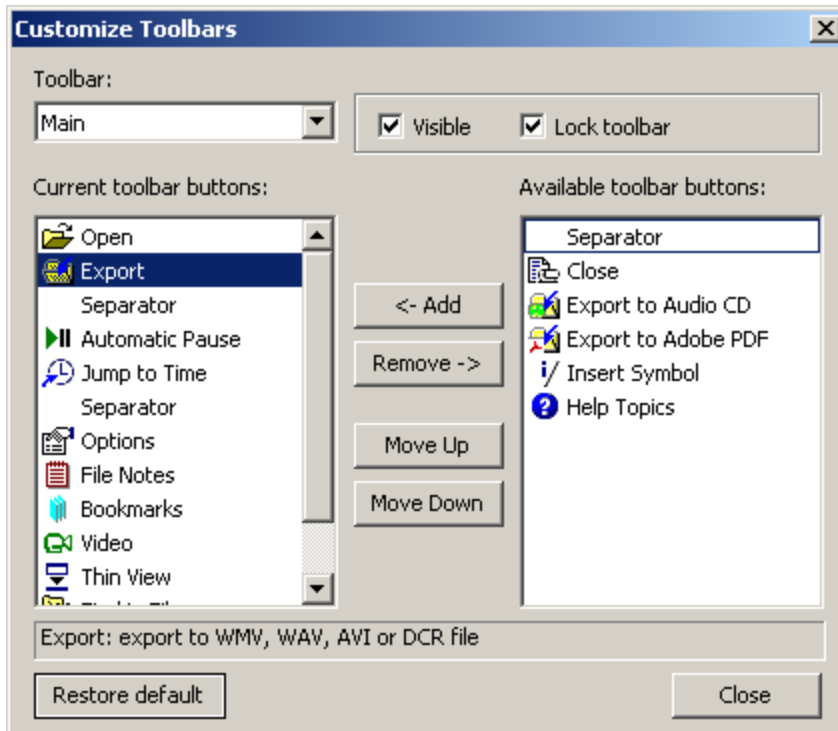 Customize Toolbars
Toolbar:
Main
Visible
Lock toolbar
Current toolbar buttons:
Open
Export
Separator
Automatic Pause
Jump to Time
Separator
Options
File Notes
Bookmarks
Video
Thin View
<- Add
Remove ->
Move Up
Move Down
Available toolbar buttons:
Separator
Close
Export to Audio CD
Export to Adobe PDF
Insert Symbol
Help Topics
Export: export to WMV, WAV, AVI or DCR file
Restore default
Close